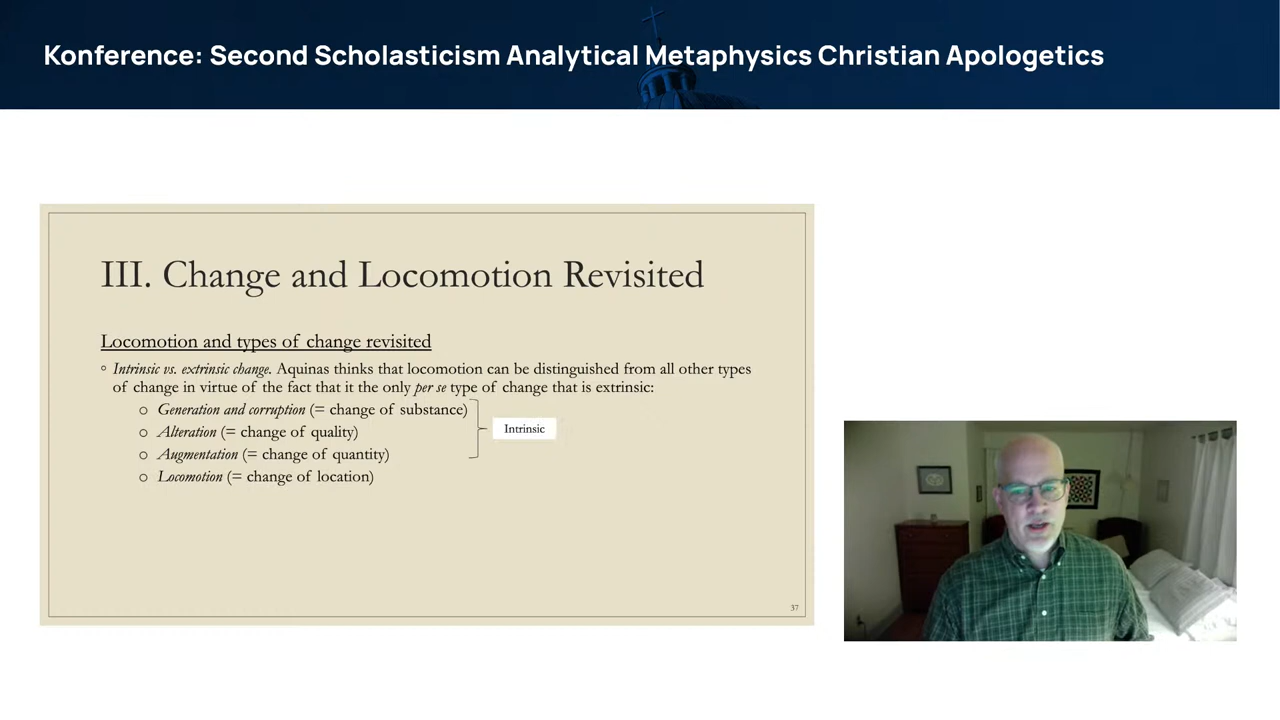 Konference: Second Scholasticism Analytical Metaphysics Christian Apologetics
III. Change and Locomotion Revisited
Locomotion and types of change revisited
◦ Intrinsic vs. extrinsic change. Aquinas thinks that locomotion can be distinguished from all other types
of change in virtue of the fact that it the only per se type of change that is extrinsic:
o Generation and corruption (= change of substance)
o Alteration (= change of quality)
Intrinsic
o Augmentation (= change of quantity)
o Locomotion (= change of location)
37